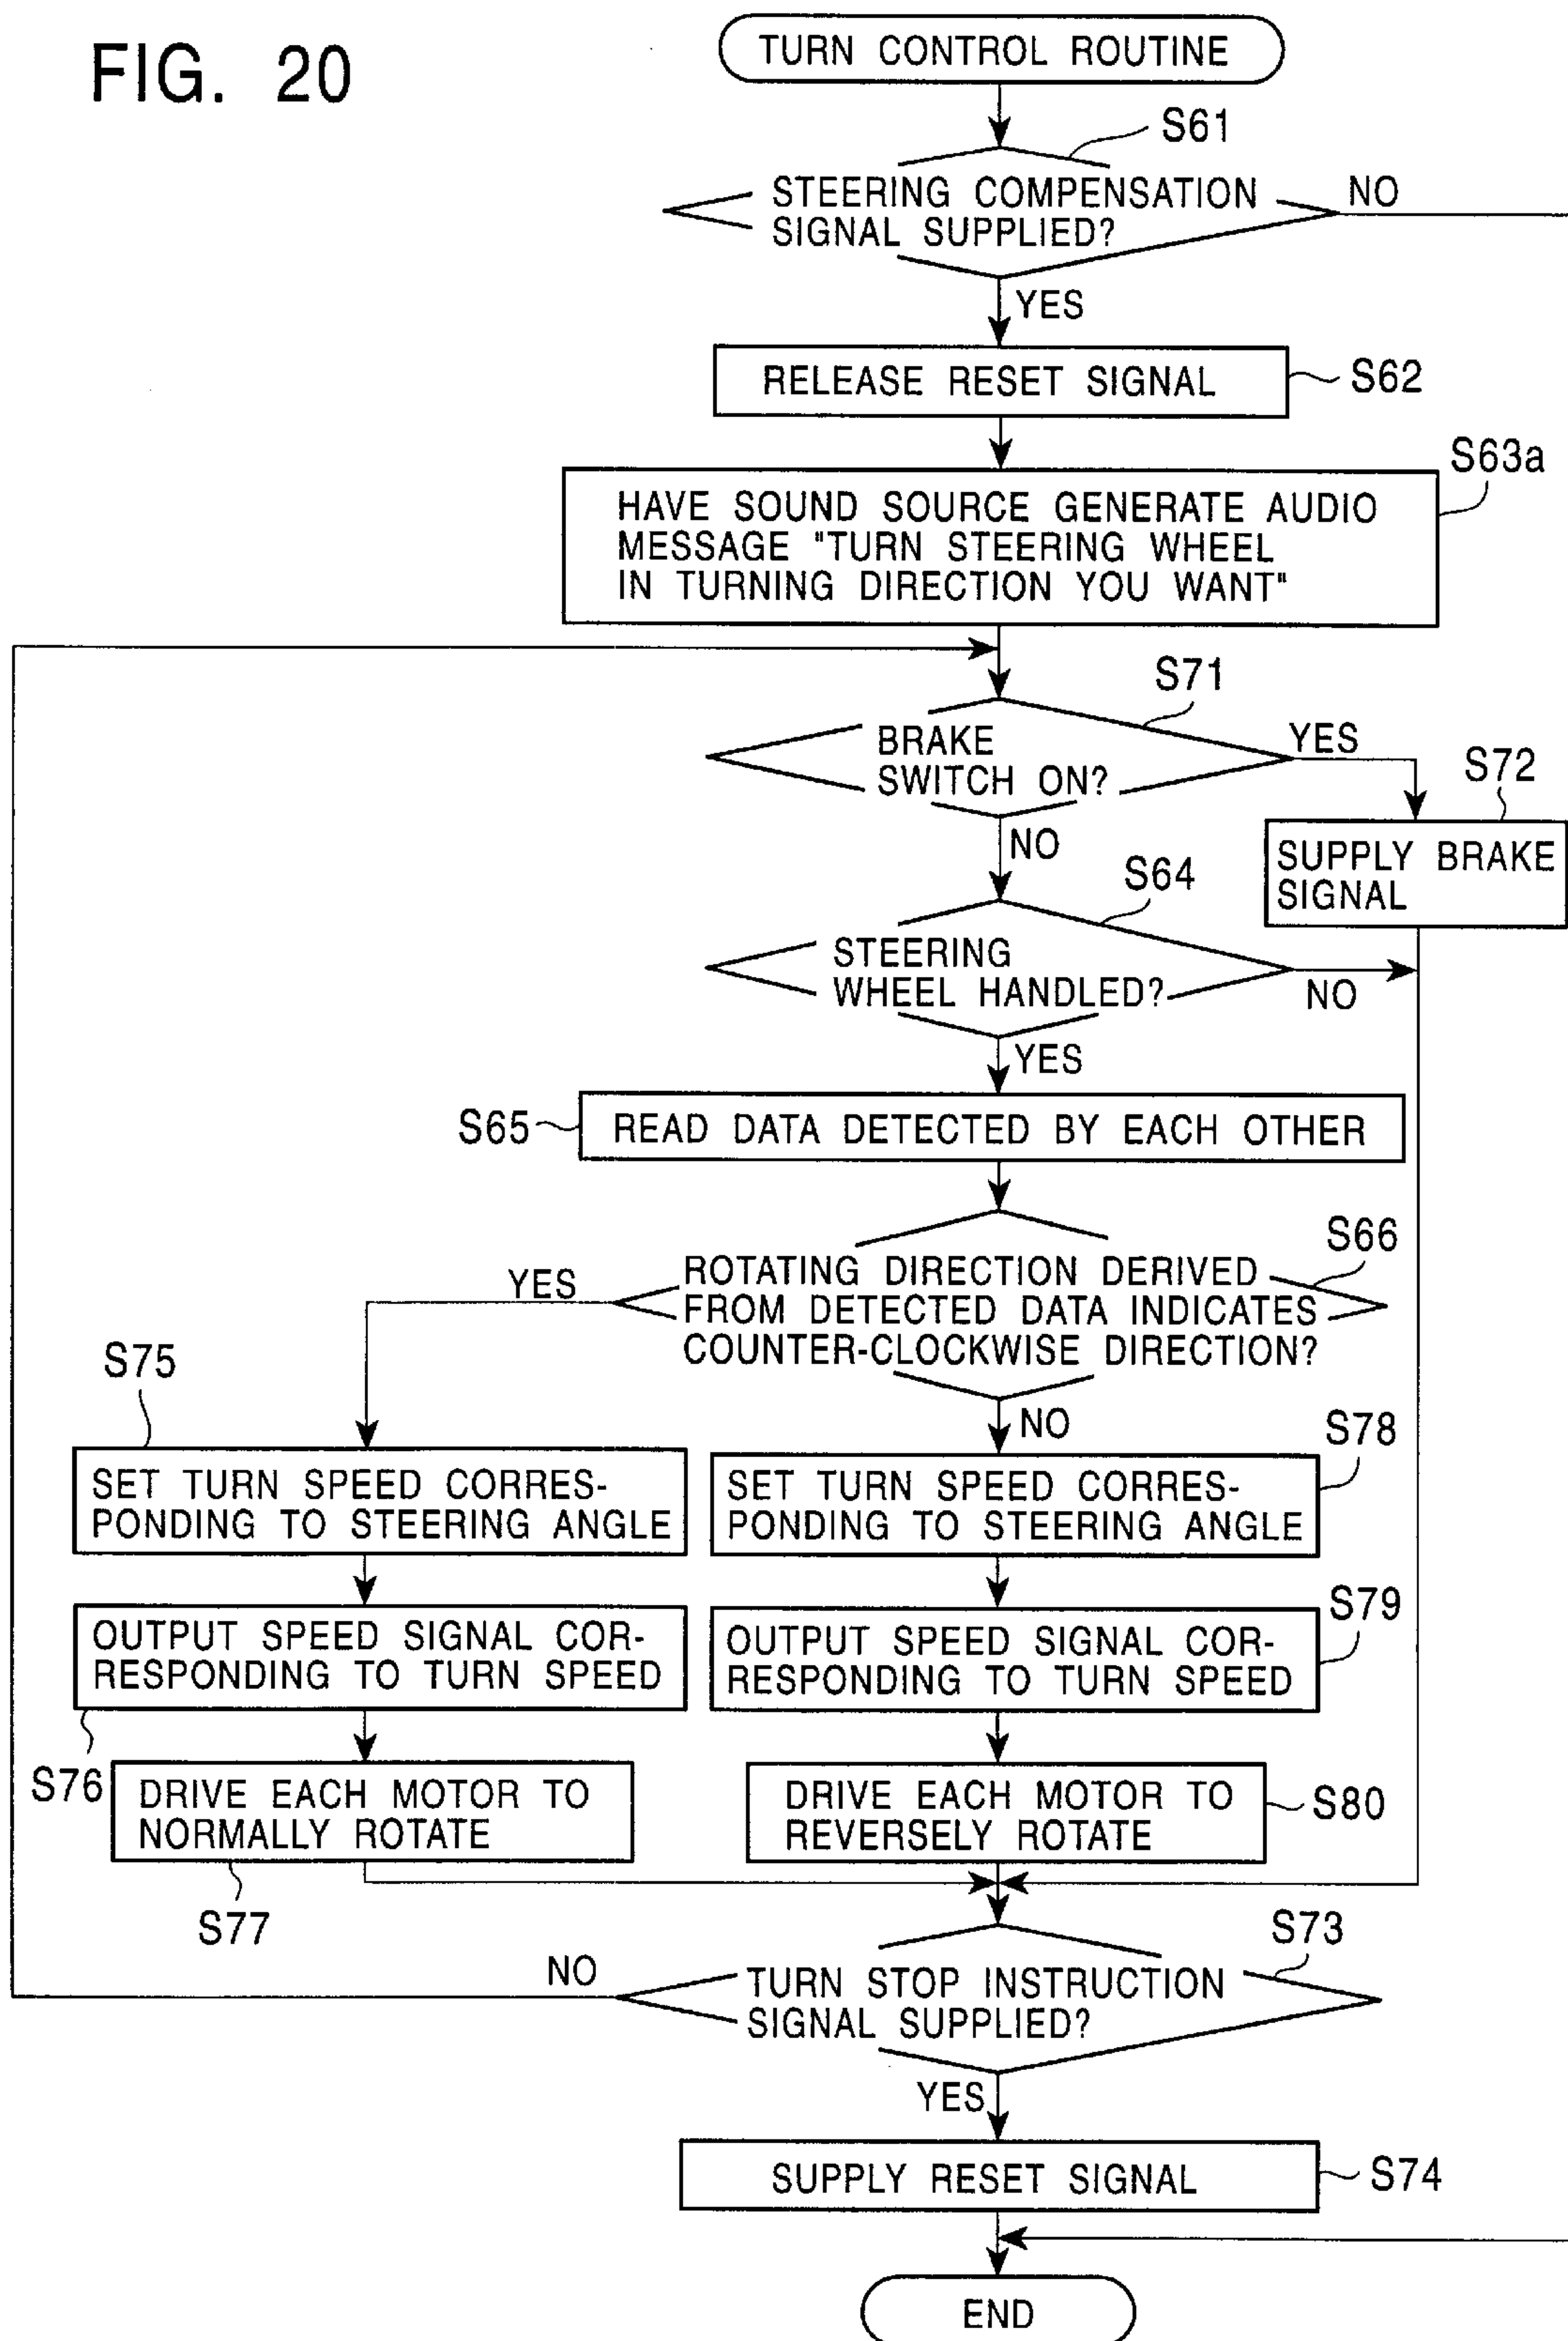 FIG. 20
TURN CONTROL ROUTINE
S61
STEERING COMPENSATION
SIGNAL SUPPLIED?
NO
YES
RELEASE RESET SIGNAL
S62
S63a
HAVE SOUND SOURCE GENERATE AUDIO
MESSAGE "TURN STEERING WHEEL
IN TURNING DIRECTION YOU WANT"
S71
BRAKE
SWITCH ON?
YES
S72
NO
SUPPLY BRAKE
SIGNAL
S64
STEERING
WHEEL HANDLED?
NO
YES
S65
READ DATA DETECTED BY EACH OTHER
S66
YES
ROTATING DIRECTION DERIVED
FROM DETECTED DATA INDICATES
COUNTER-CLOCKWISE DIRECTION?
S75
NO
S78
SET TURN SPEED CORRES-
PONDING TO STEERING ANGLE
SET TURN SPEED CORRES-
PONDING TO STEERING ANGLE
S79
OUTPUT SPEED SIGNAL COR-
RESPONDING TO TURN SPEED
OUTPUT SPEED SIGNAL COR-
RESPONDING TO TURN SPEED
S76
DRIVE EACH MOTOR TO
NORMALLY ROTATE
DRIVE EACH MOTOR TO
REVERSELY ROTATE
S80
S77
S73
NO
TURN STOP INSTRUCTION
SIGNAL SUPPLIED?
YES
SUPPLY RESET SIGNAL
S74
END